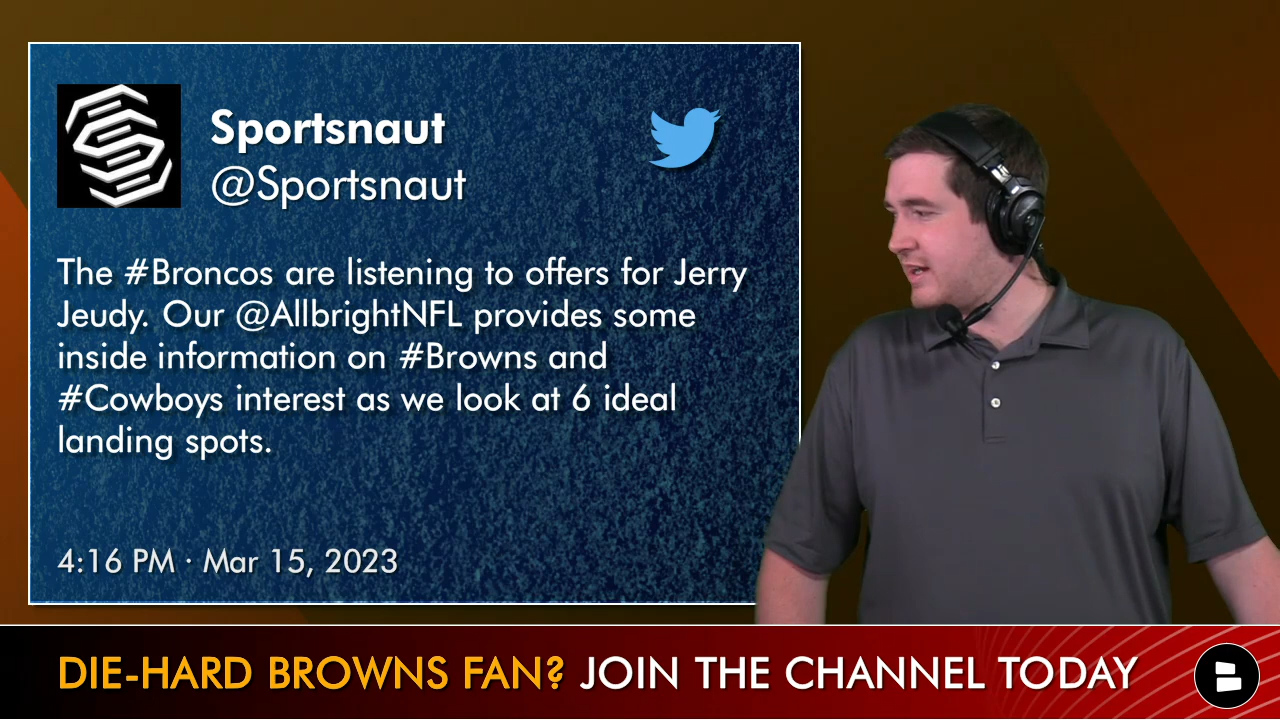 Sportsnaut
@Sportsnaut
The #Broncos are listening to offers for Jerry
Jeudy. Our @AllbrightNFL provides some
inside information on #Browns and
#Cowboys interest as we look at 6 ideal
landing spots.
4:16 PM · Mar 15, 2023
DIE-HARD BROWNS FAN? JOIN THE CHANNEL TODAY